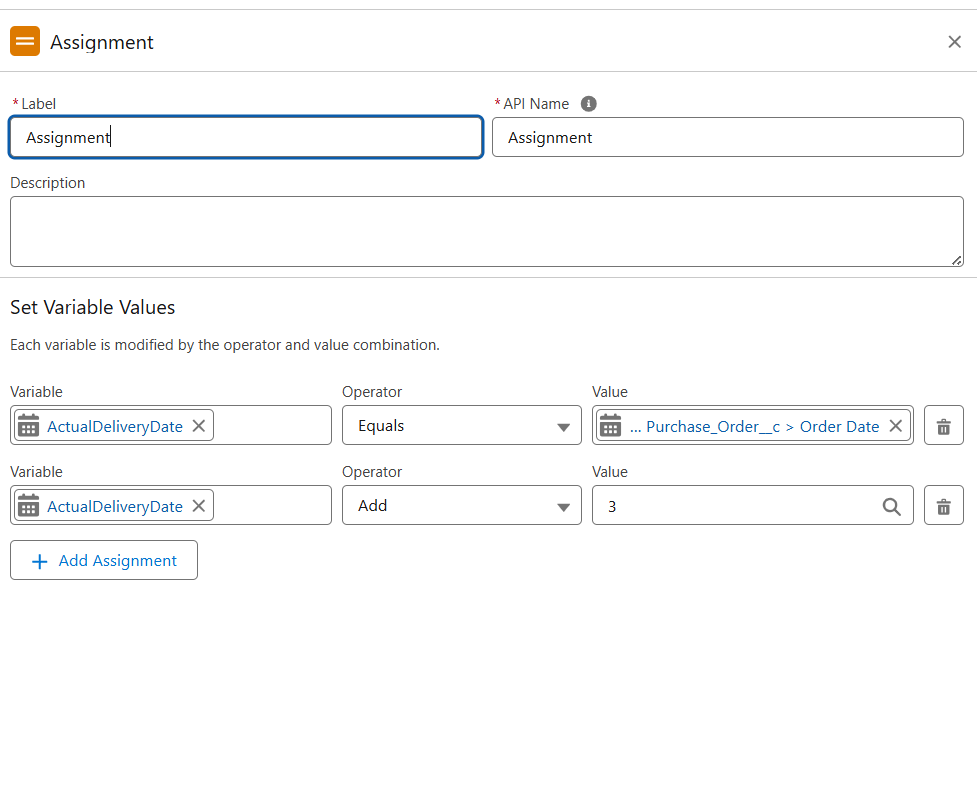 Assignment
*Label
*API Name
Assignment
Assignment
Description
Set Variable Values
Each variable is modified by the operator and value combination.
Variable Operator Value
ActualDeliveryDate Equals ... Purchase_Order__c > Order Date
Variable Operator Value
ActualDeliveryDate Add 3
+ Add Assignment